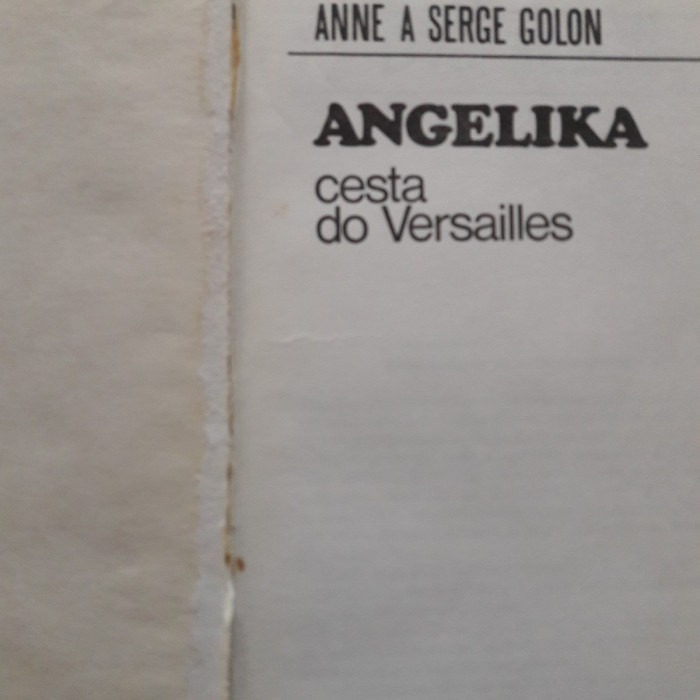 ANNE A SERGE GOLON
ANGELIKA
cesta
do Versailles